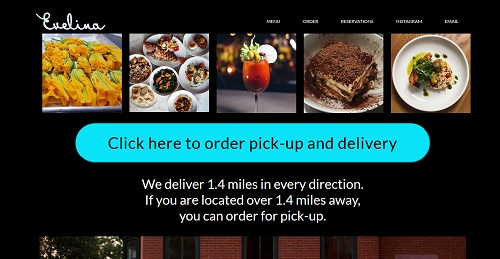 Evelina
MENU ORDER RESERVATIONS INSTAGRAM EMAIL
Click here to order pick-up and delivery
We deliver 1.4 miles in every direction.
If you are located over 1.4 miles away,
you can order for pick-up.